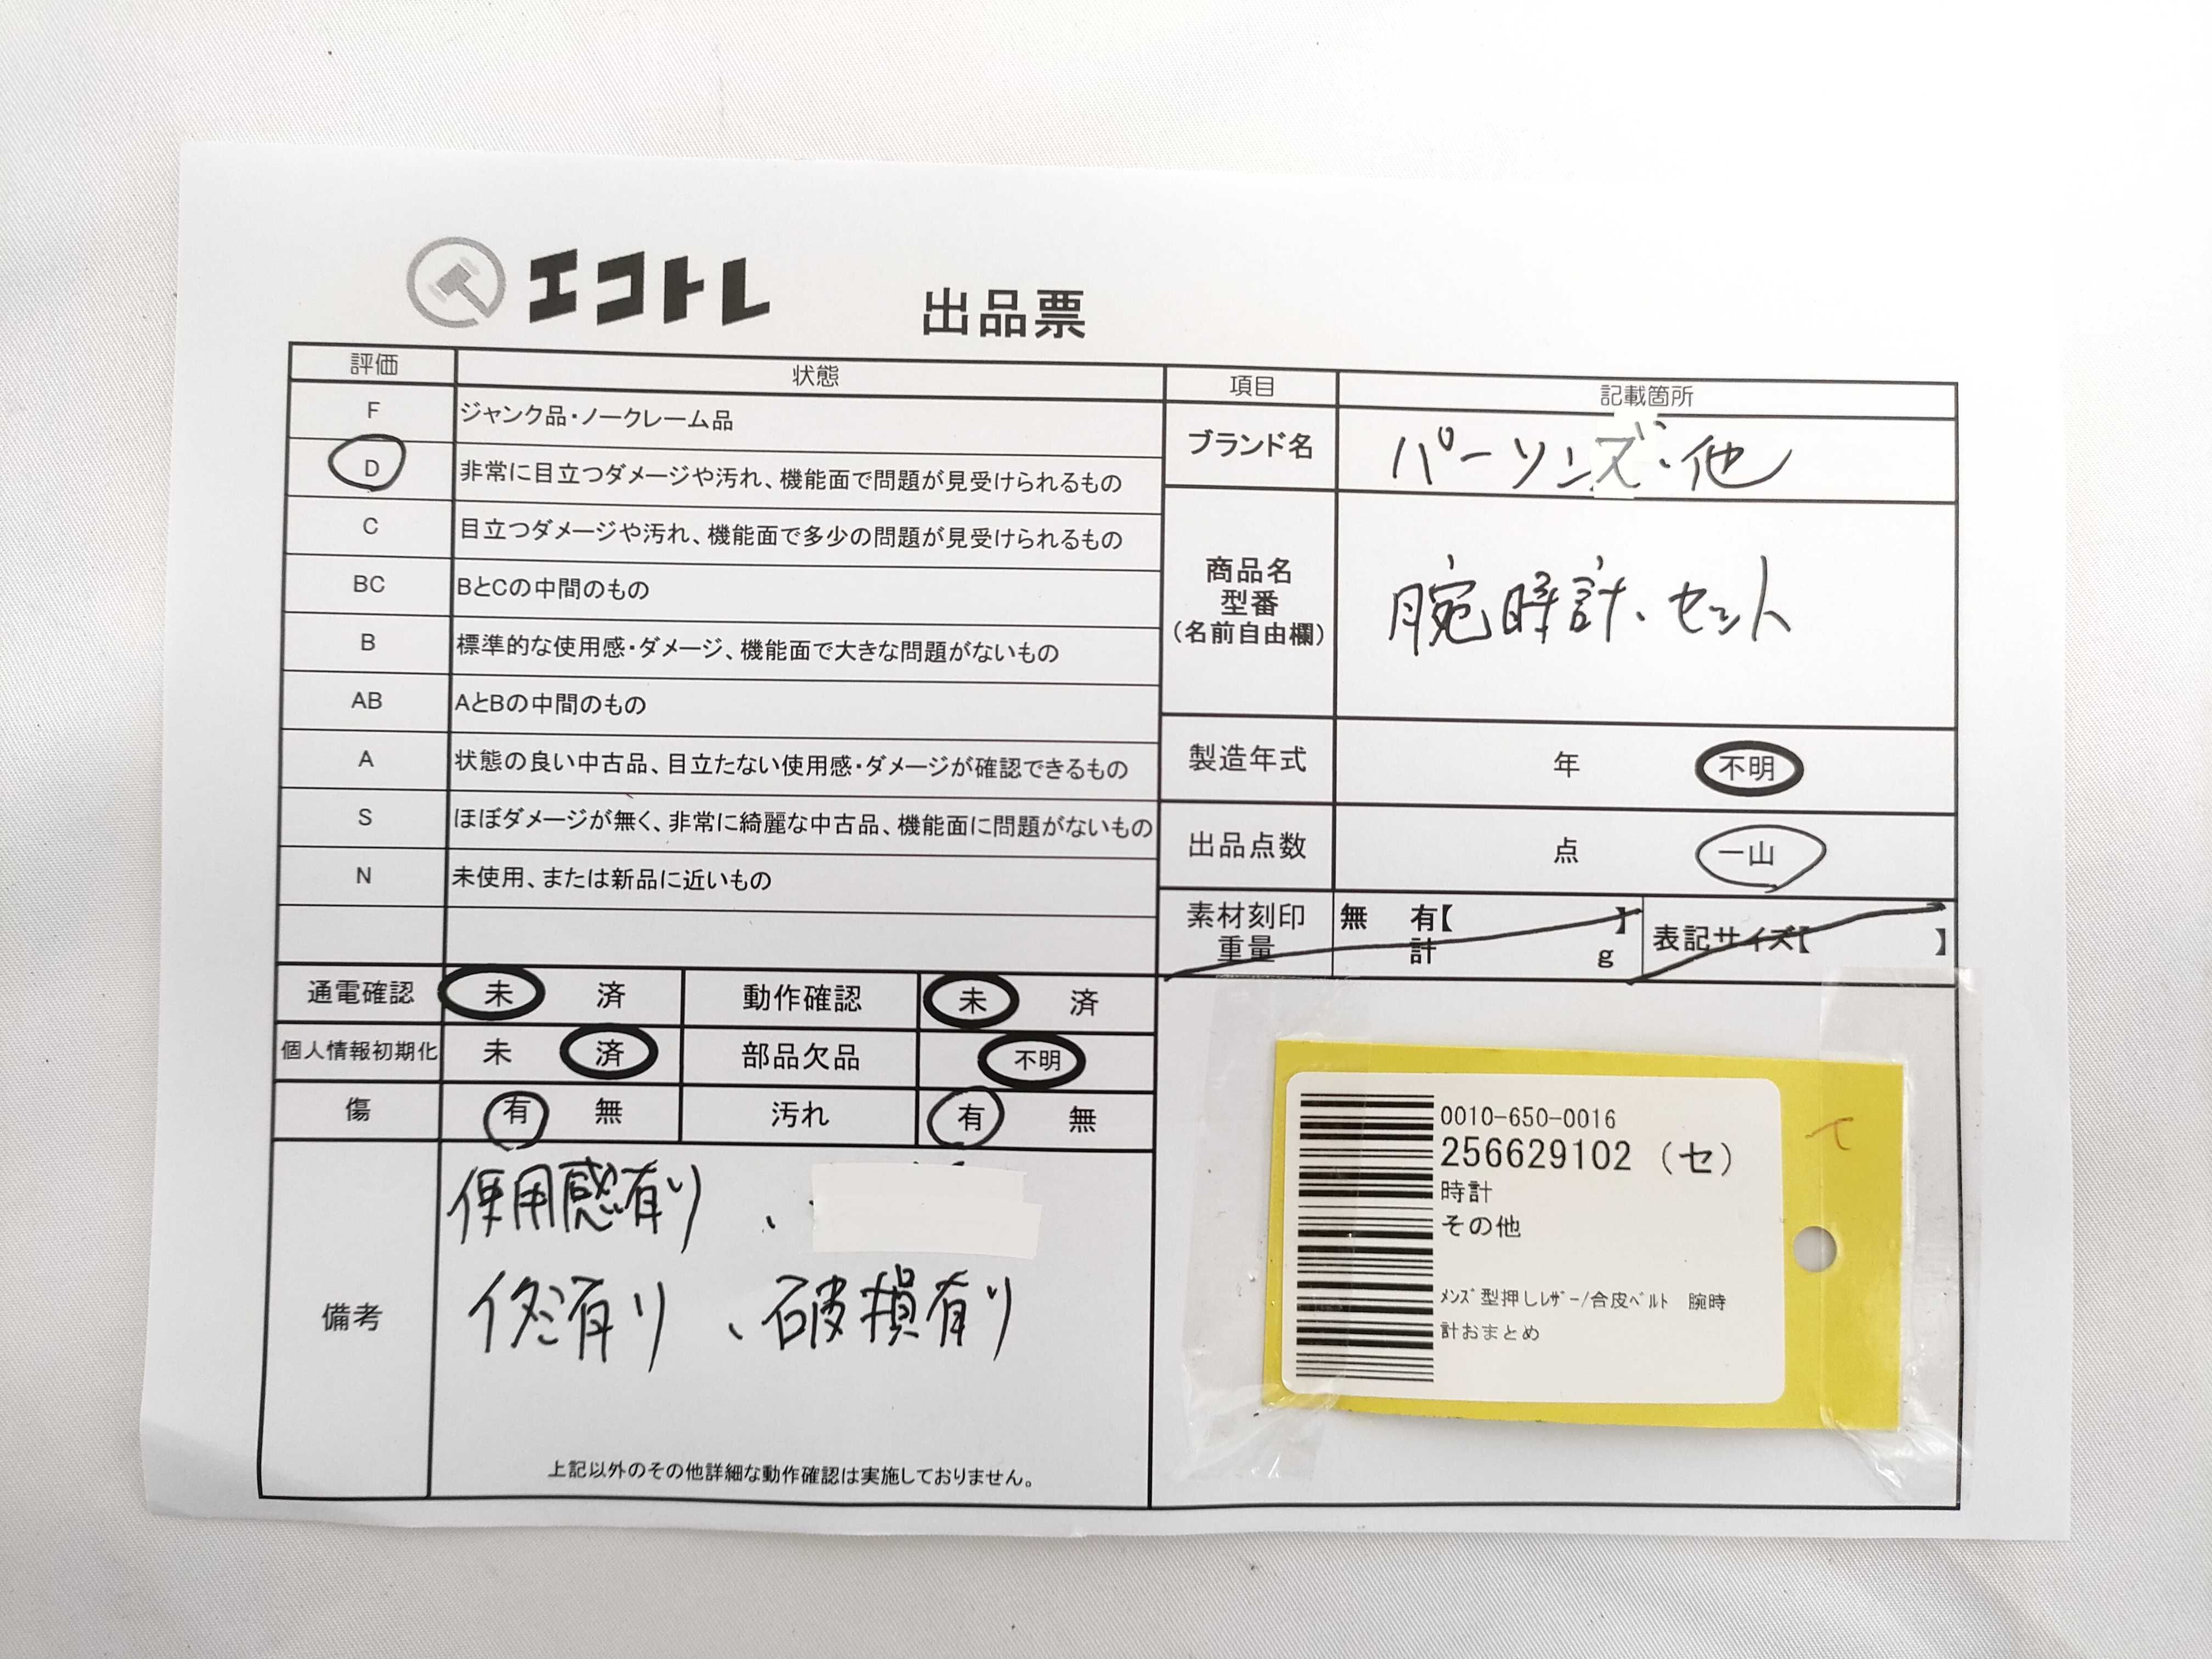 エコトレ
出品票
評価 状態
F ジャンク品・ノークレーム品
D 非常に目立つダメージや汚れ、機能面で問題が見受けられるもの
C 目立つダメージや汚れ、機能面で多少の問題が見受けられるもの
BC BとCの中間のもの
B 標準的な使用感・ダメージ、機能面で大きな問題がないもの
AB AとBの中間のもの
A 状態の良い中古品、目立たない使用感・ダメージが確認できるもの
S ほぼダメージが無く、非常に綺麗な中古品、機能面に問題がないもの
N 未使用、または新品に近いもの
項目 記載箇所
ブランド名 パーソンズ・他
商品名
型番
(名前自由欄)
腕時計、セット
製造年式 年 不明
出品点数 点 一山
素材刻印 無 有【 】
重量 計 g
表記サイズ【 】
通電確認 未 済 動作確認 未 済
個人情報初期化 未 済 部品欠品 不明
傷 有 無 汚れ 有 無
備考
使用感有り、
イタミ有り、破損有り
上記以外のその他詳細な動作確認は実施しておりません。
0010-650-0016
256629102 (セ)
時計
その他
ﾒﾝｽﾞ型押しﾚｻﾞｰ/合皮ﾍﾞﾙﾄ 腕時
計おまとめ